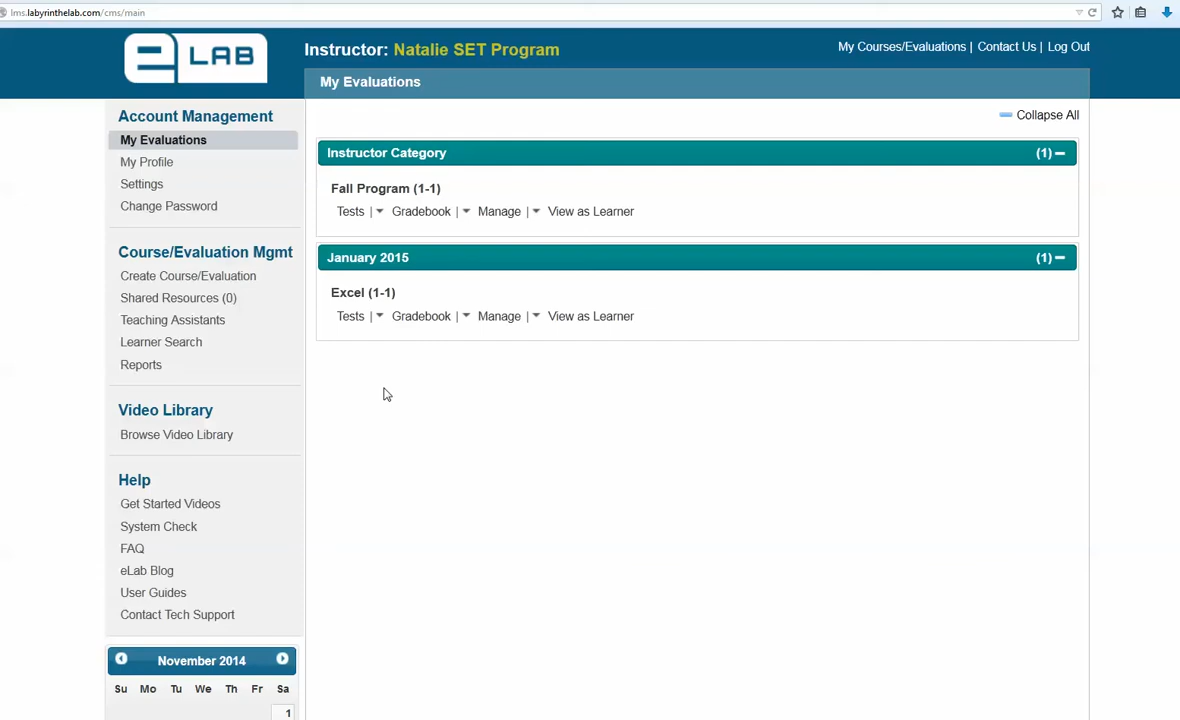 lms.labyrinthelab.com/cms/main
e LAB
Instructor: Natalie SET Program
My Courses/Evaluations | Contact Us | Log Out
My Evaluations
Collapse All
Account Management
My Evaluations
My Profile
Settings
Change Password
Course/Evaluation Mgmt
Create Course/Evaluation
Shared Resources (0)
Teaching Assistants
Learner Search
Reports
Video Library
Browse Video Library
Help
Get Started Videos
System Check
FAQ
eLab Blog
User Guides
Contact Tech Support
November 2014
Su Mo Tu We Th Fr Sa
1
Instructor Category (1)
Fall Program (1-1)
Tests | Gradebook | Manage | View as Learner
January 2015 (1)
Excel (1-1)
Tests | Gradebook | Manage | View as Learner